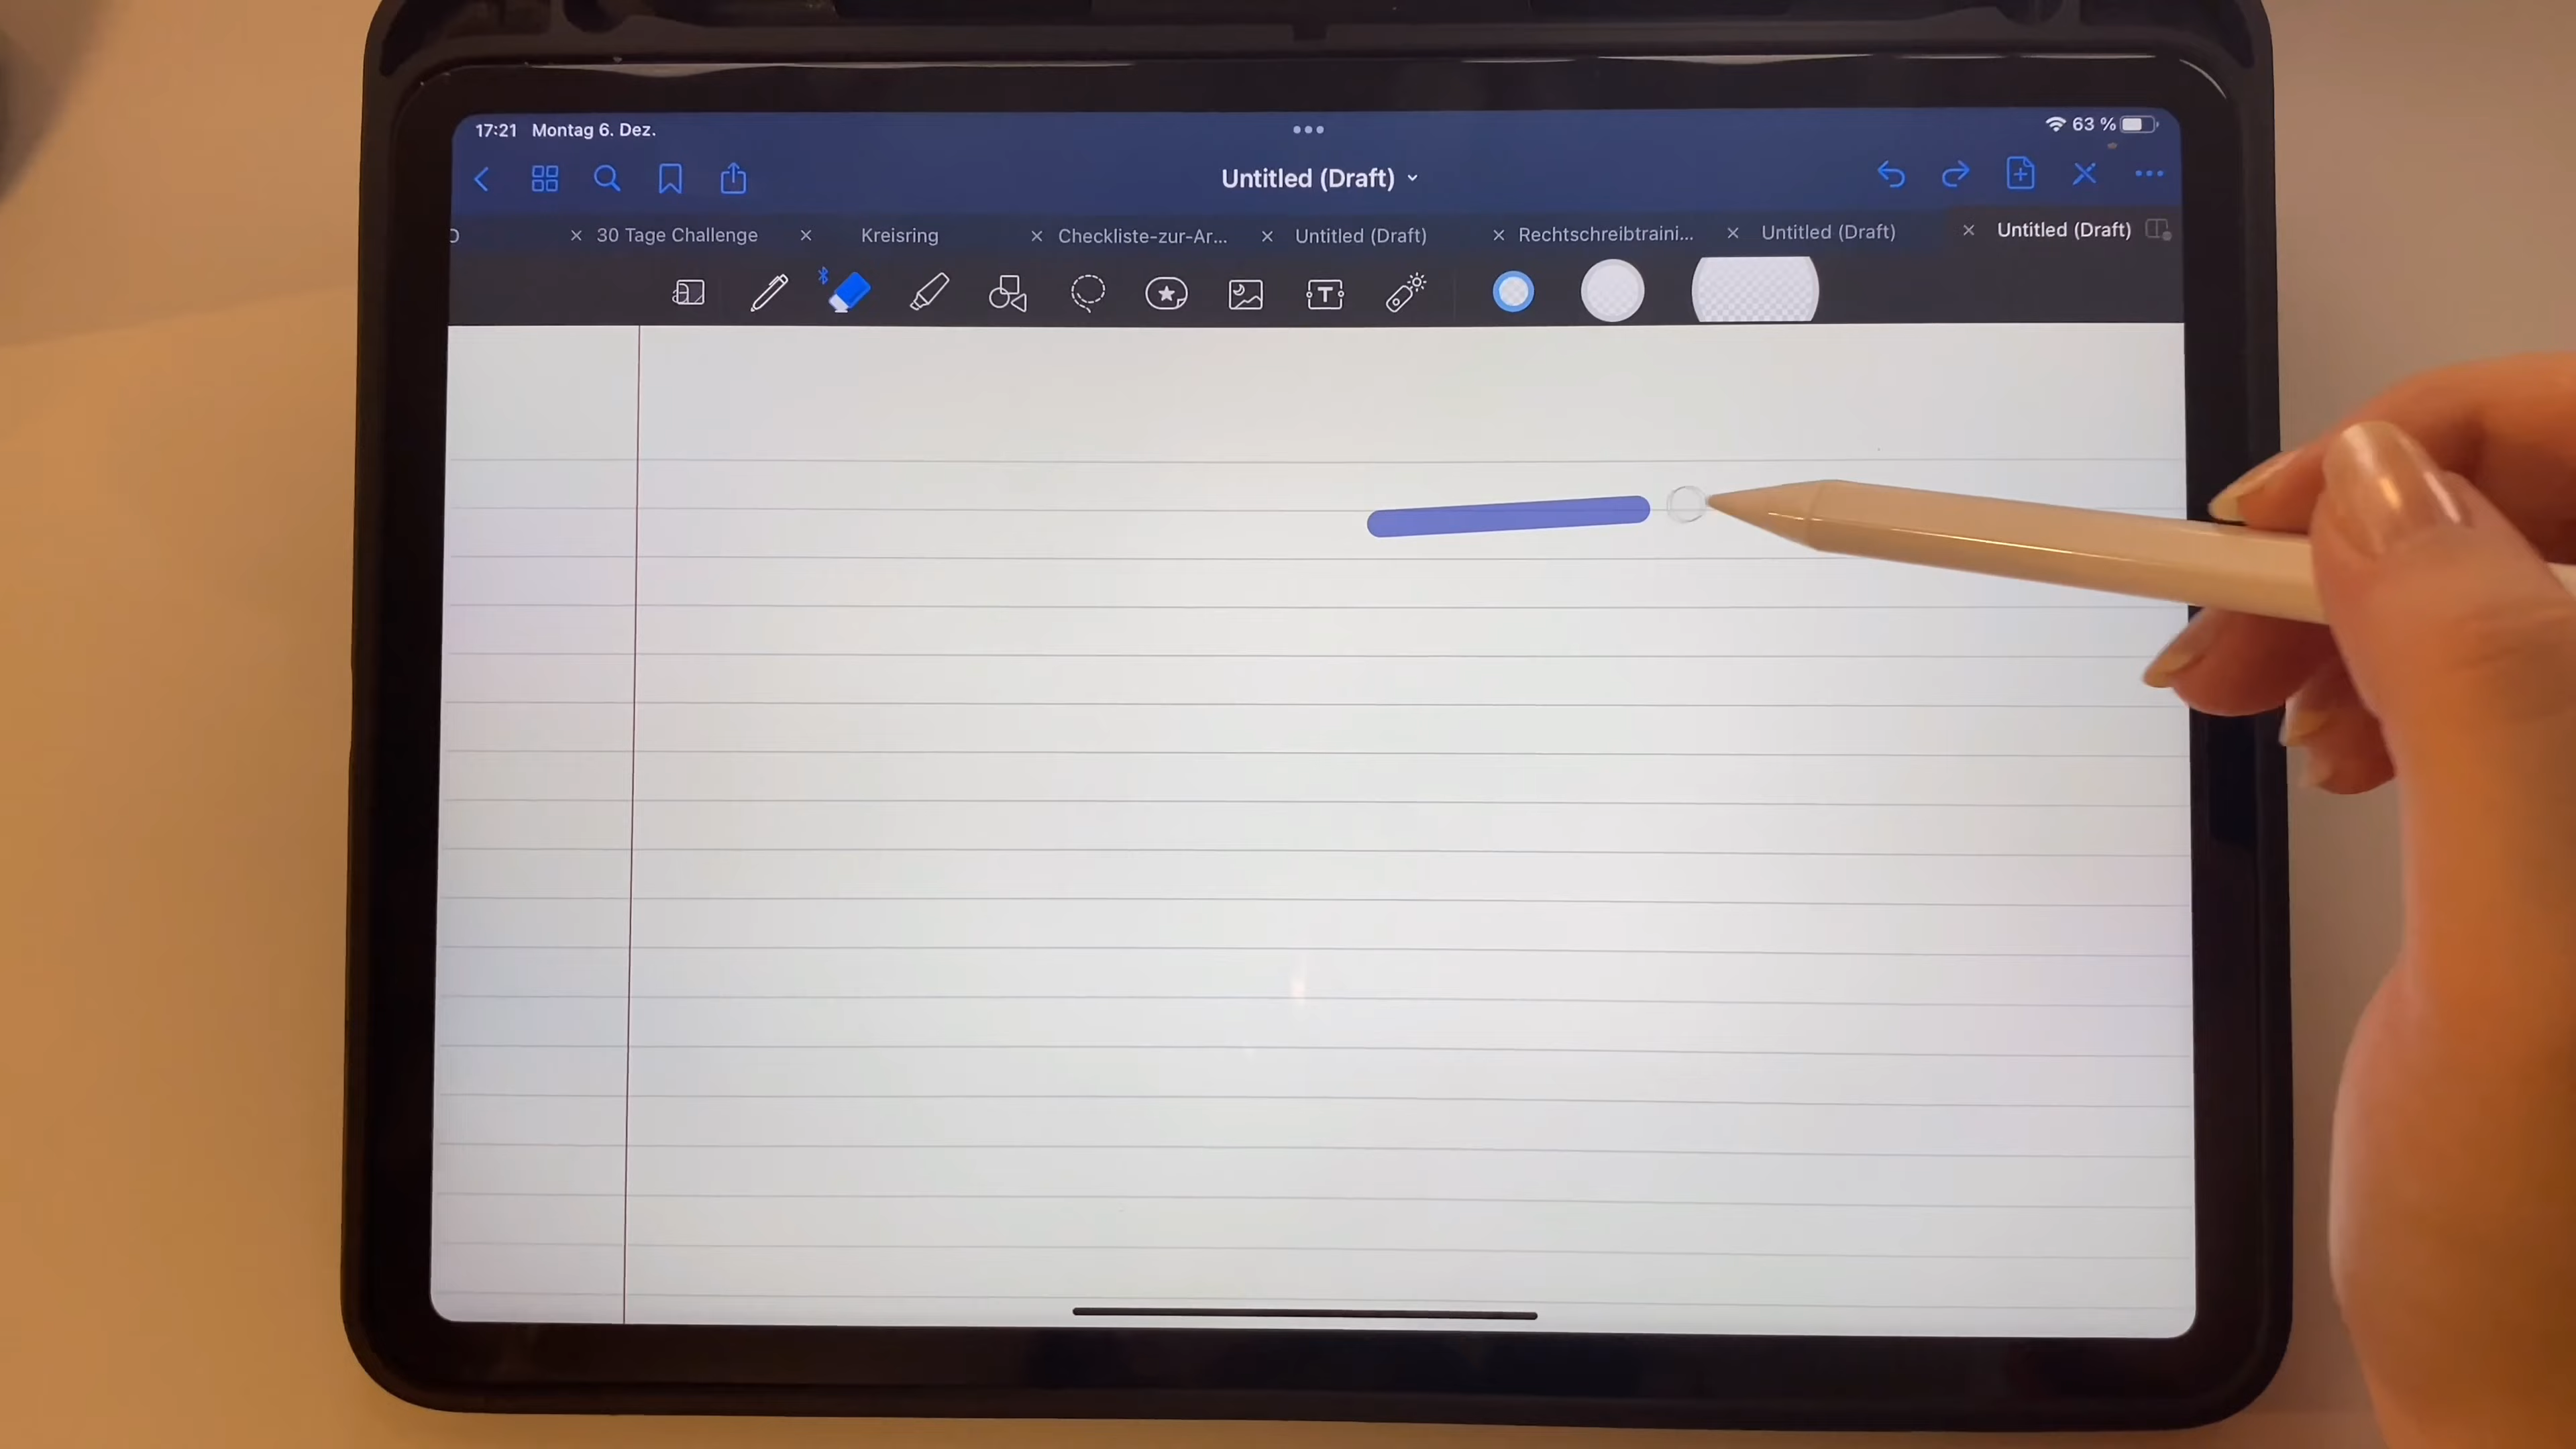 17:21 Montag 6. Dez.
63 %
Untitled (Draft)
30 Tage Challenge
Kreisring
Checkliste-zur-Ar...
Untitled (Draft)
Rechtschreibtraini...
Untitled (Draft)
Untitled (Draft)
T